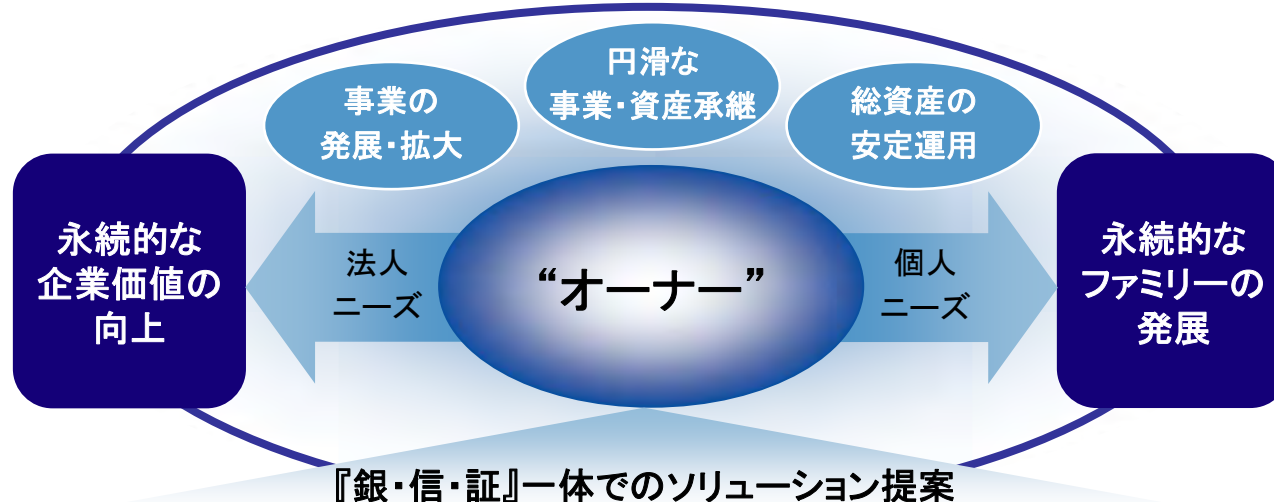 円滑な
事業・資産承継
事業の
発展・拡大
総資産の
安定運用
永続的な
企業価値の
向上
法人
ニーズ
“オーナー”
個人
ニーズ
永続的な
ファミリーの
発展
『銀・信・証』一体でのソリューション提案